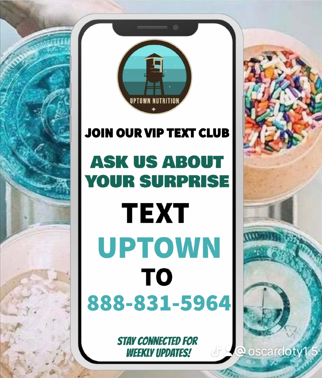 UPTOWN NUTRITION
JOIN OUR VIP TEXT CLUB
ASK US ABOUT
YOUR SURPRISE
TEXT
UPTOWN
TO
888-831-5964
STAY CONNECTED FOR
WEEKLY UPDATES!
@oscardoty15